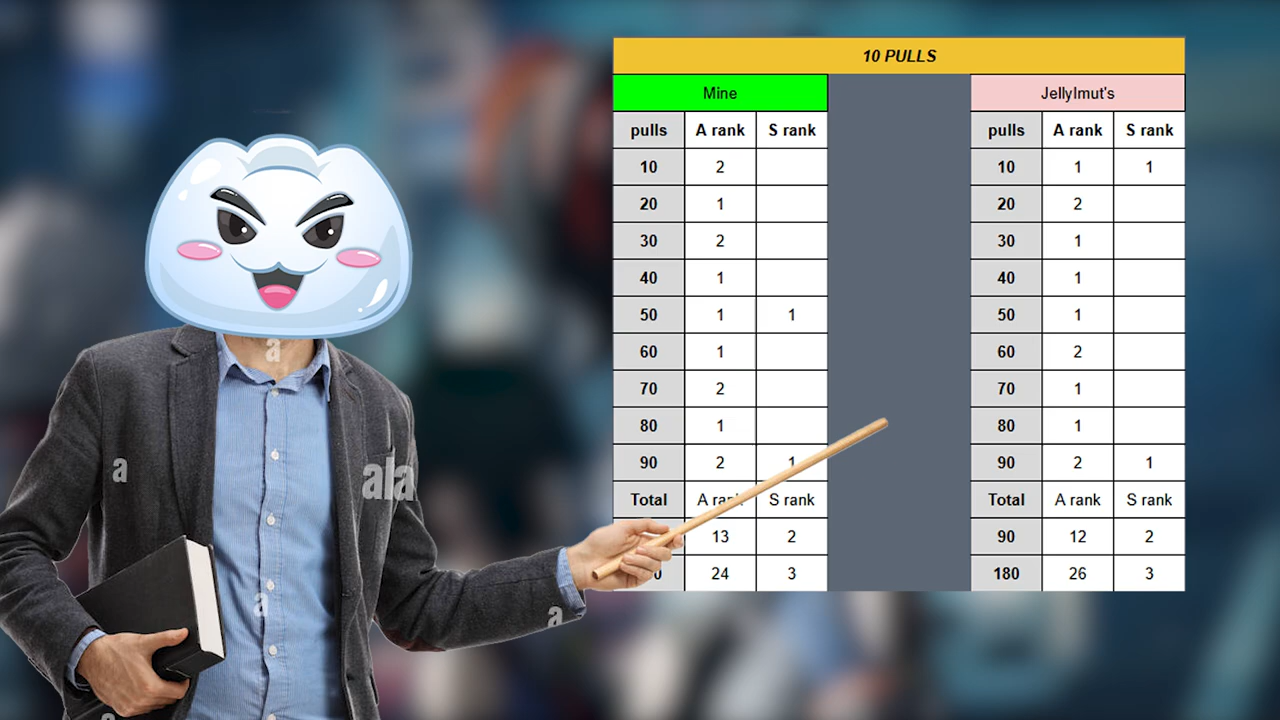 10 PULLS
Mine JellyImut's
pulls A rank S rank pulls A rank S rank
10 2 10 1 1
20 1 20 2
30 2 30 1
40 1 40 1
50 1 1 50 1
60 1 60 2
70 2 70 1
80 1 80 1
90 2 1 90 2 1
Total A rank S rank Total A rank S rank
13 2 90 12 2
24 3 180 26 3
a
a
ala
a
a
a